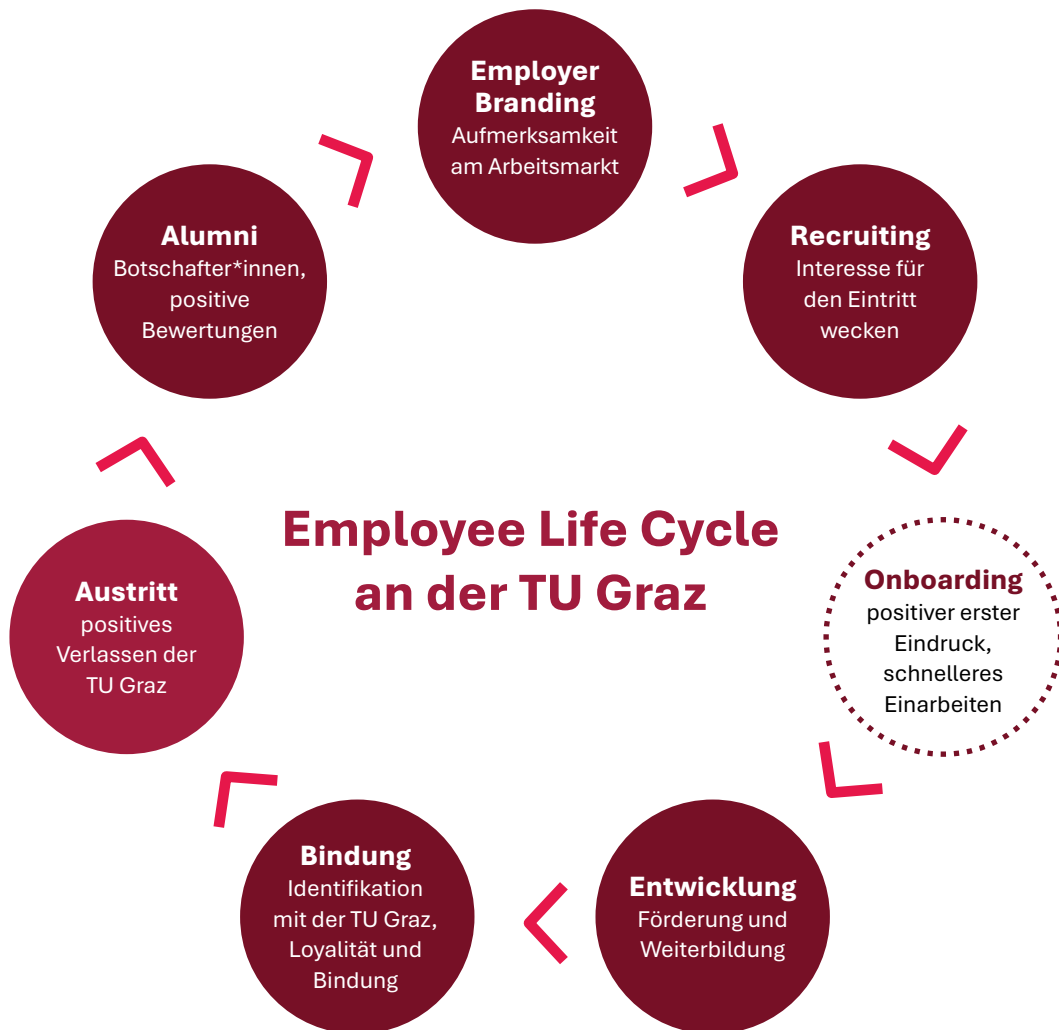 Employer
Branding
Aufmerksamkeit
am Arbeitsmarkt
Recruiting
Interesse für
den Eintritt
wecken
Onboarding
positiver erster
Eindruck,
schnelleres
Einarbeiten
Entwicklung
Förderung und
Weiterbildung
Bindung
Identifikation
mit der TU Graz,
Loyalität und
Bindung
Austritt
positives
Verlassen der
TU Graz
Alumni
Botschafter*innen,
positive
Bewertungen
Employee Life Cycle
an der TU Graz